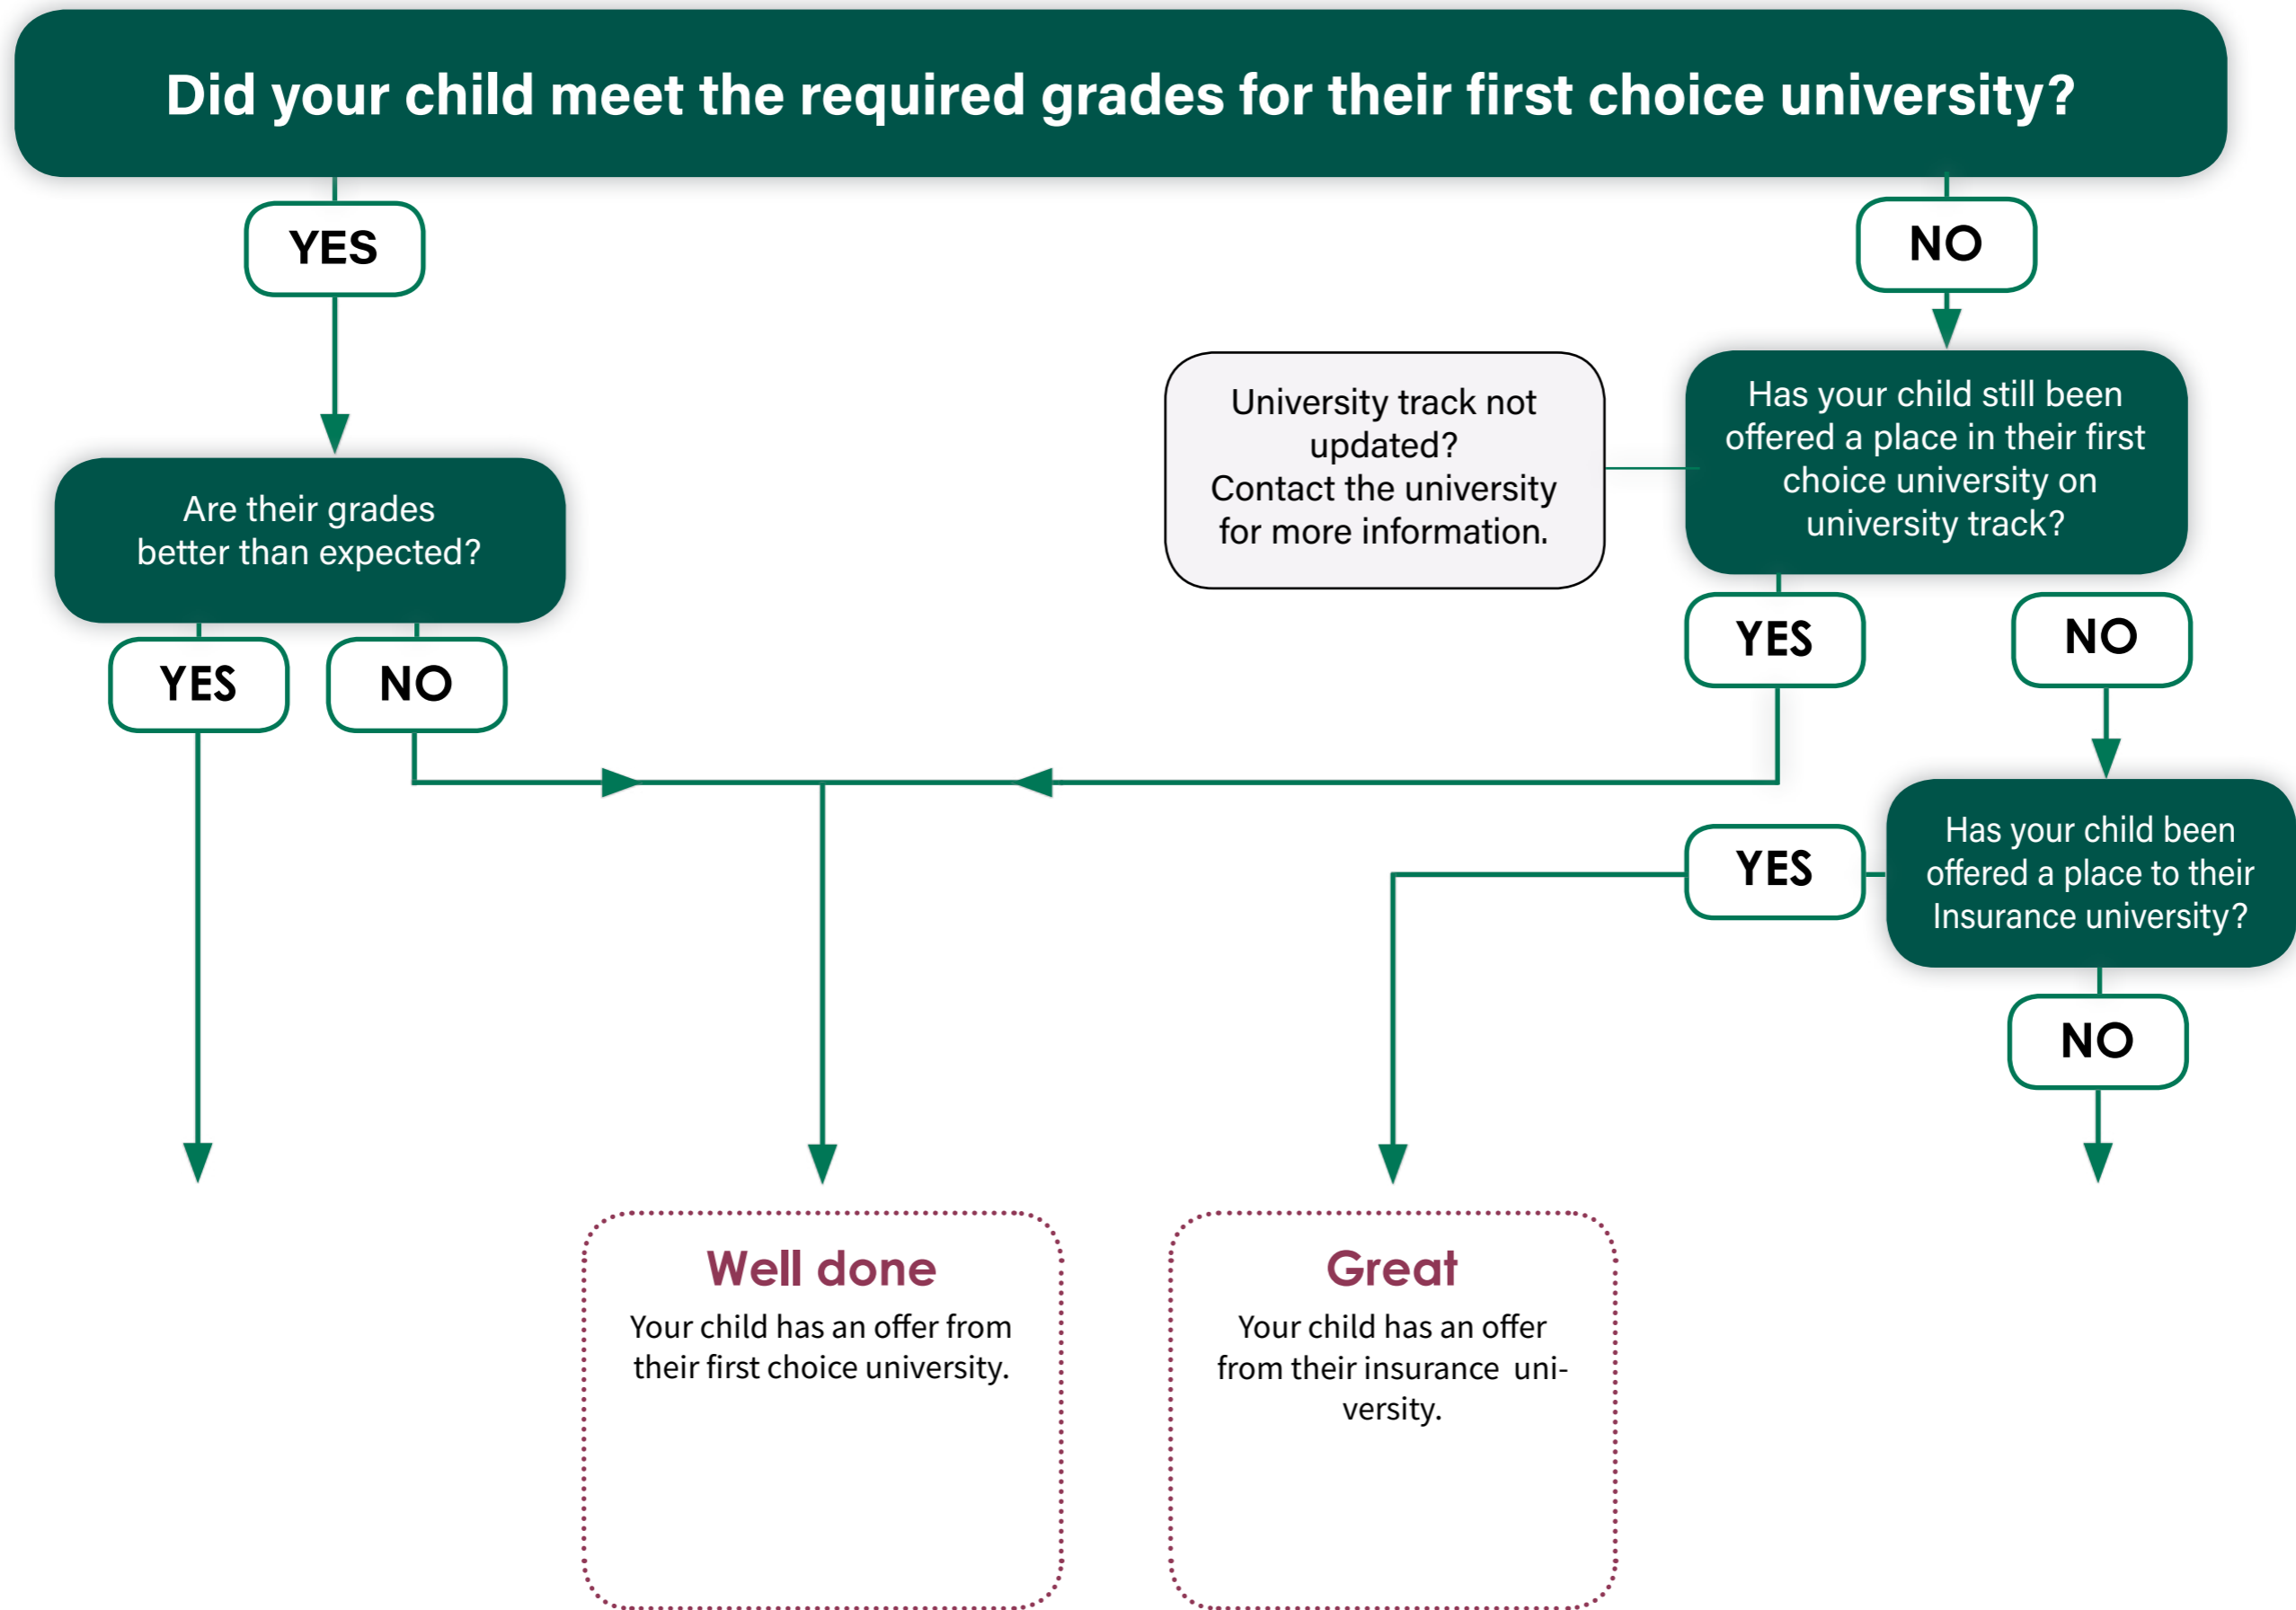 Did your child meet the required grades for their first choice university?
YES
NO
University track not
updated?
Contact the university
for more information.
Has your child still been
offered a place in their first
choice university on
university track?
Are their grades
better than expected?
YES
NO
YES
NO
Has your child been
offered a place to their
Insurance university?
YES
NO
Well done
Your child has an offer from
their first choice university.
Great
Your child has an offer
from their insurance uni-
versity.